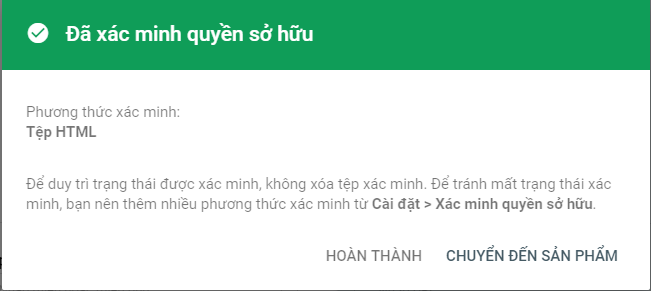 Đã xác minh quyền sở hữu
Phương thức xác minh:
Tệp HTML
Để duy trì trạng thái được xác minh, không xóa tệp xác minh. Để tránh mất trạng thái xác
minh, bạn nên thêm nhiều phương thức xác minh từ Cài đặt > Xác minh quyền sở hữu.
HOÀN THÀNH CHUYỂN ĐẾN SẢN PHẨM